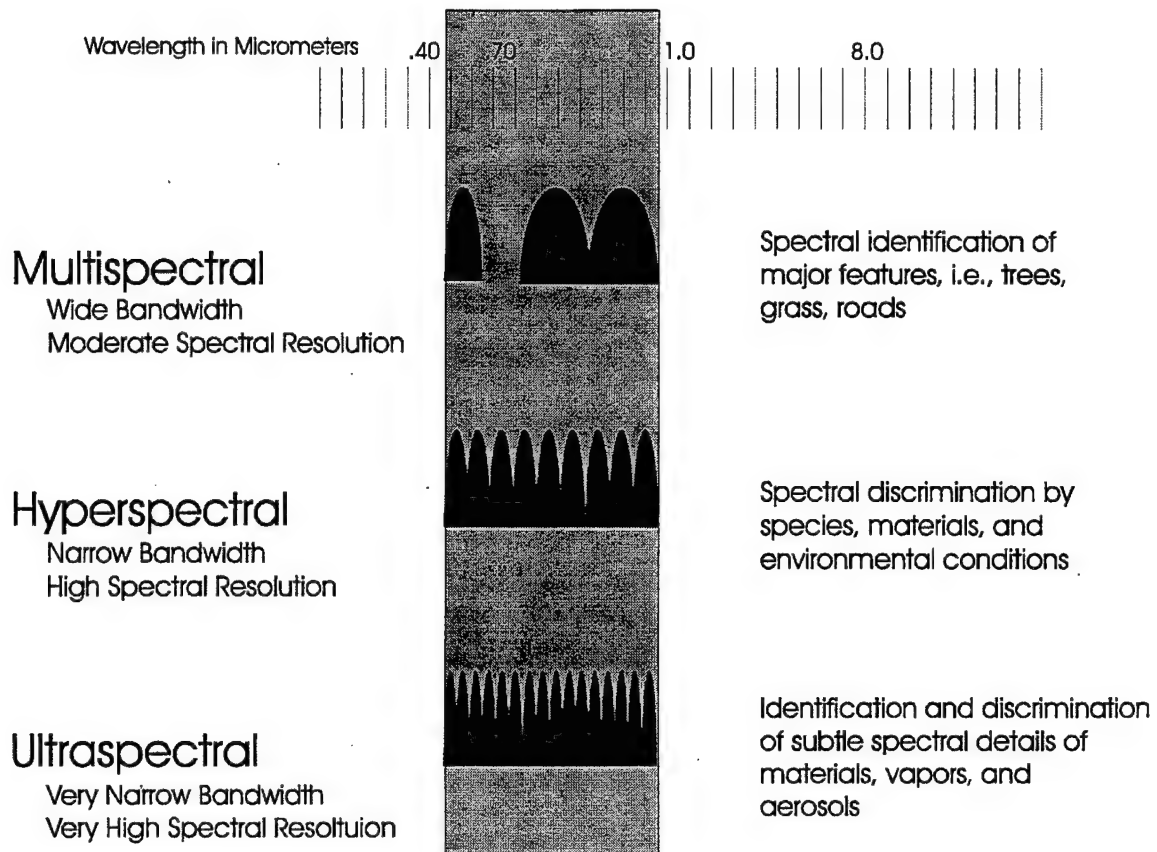 Wavelength in Micrometers .40 .70 1.0 8.0
Multispectral
Wide Bandwidth
Moderate Spectral Resolution
Spectral identification of
major features, i.e., trees,
grass, roads
Hyperspectral
Narrow Bandwidth
High Spectral Resolution
Spectral discrimination by
species, materials, and
environmental conditions
Ultraspectral
Very Narrow Bandwidth
Very High Spectral Resoltuion
Identification and discrimination
of subtle spectral details of
materials, vapors, and
aerosols